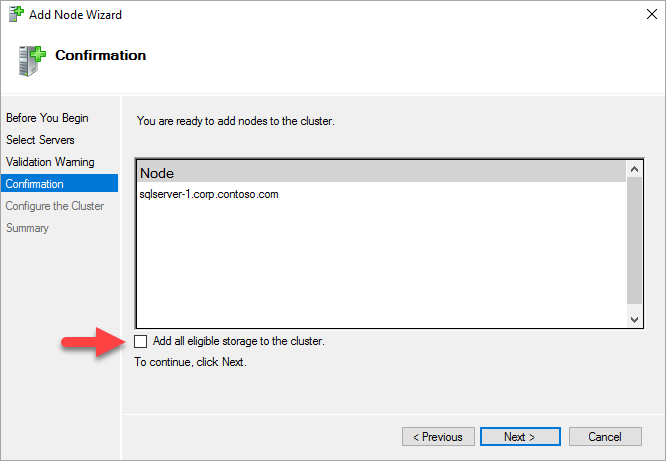 Add Node Wizard
Confirmation
Before You Begin
Select Servers
Validation Warning
Confirmation
Configure the Cluster
Summary
You are ready to add nodes to the cluster.
Node
sqlserver-1.corp.contoso.com
Add all eligible storage to the cluster.
To continue, click Next.
< Previous
Next >
Cancel